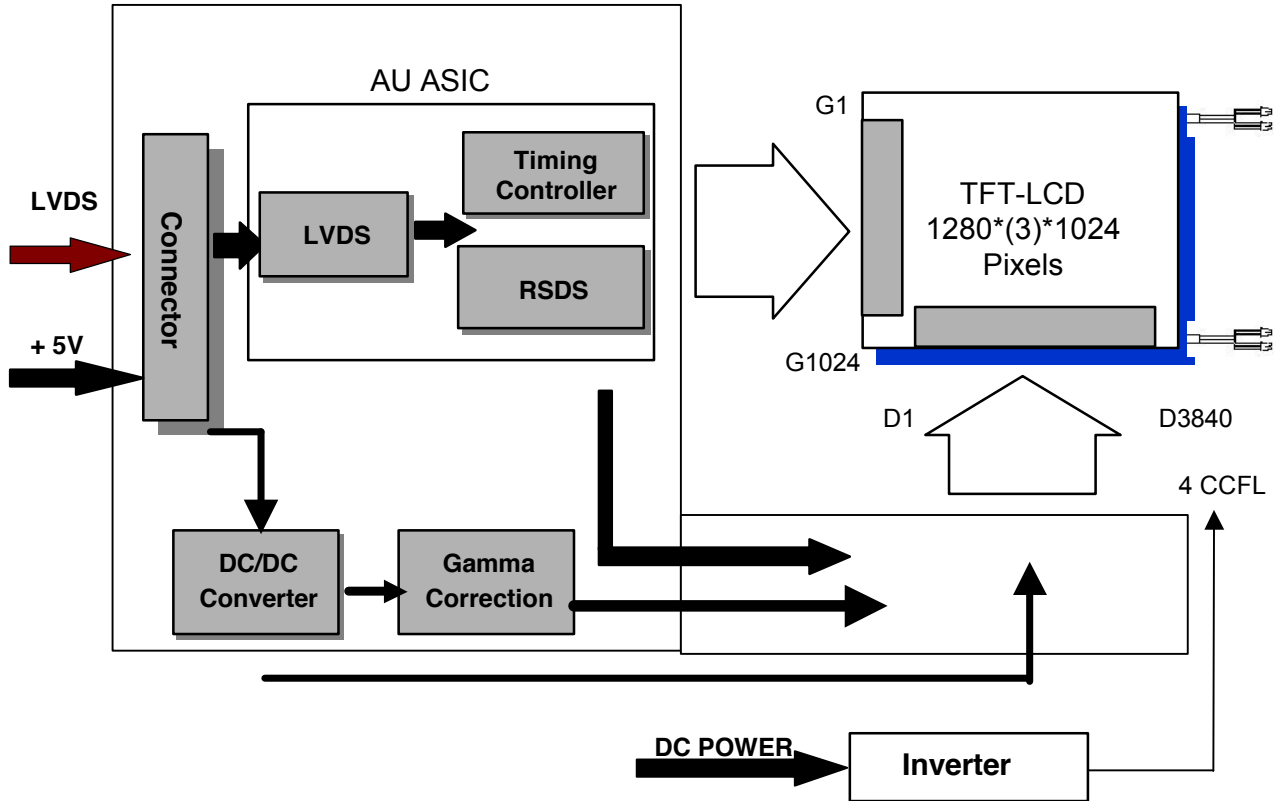 AU ASIC
G1
Timing
Controller
LVDS
Connector
LVDS
TFT-LCD
1280*(3)*1024
Pixels
RSDS
+ 5V
G1024
D1
D3840
4 CCFL
DC/DC
Converter
Gamma
Correction
DC POWER
Inverter